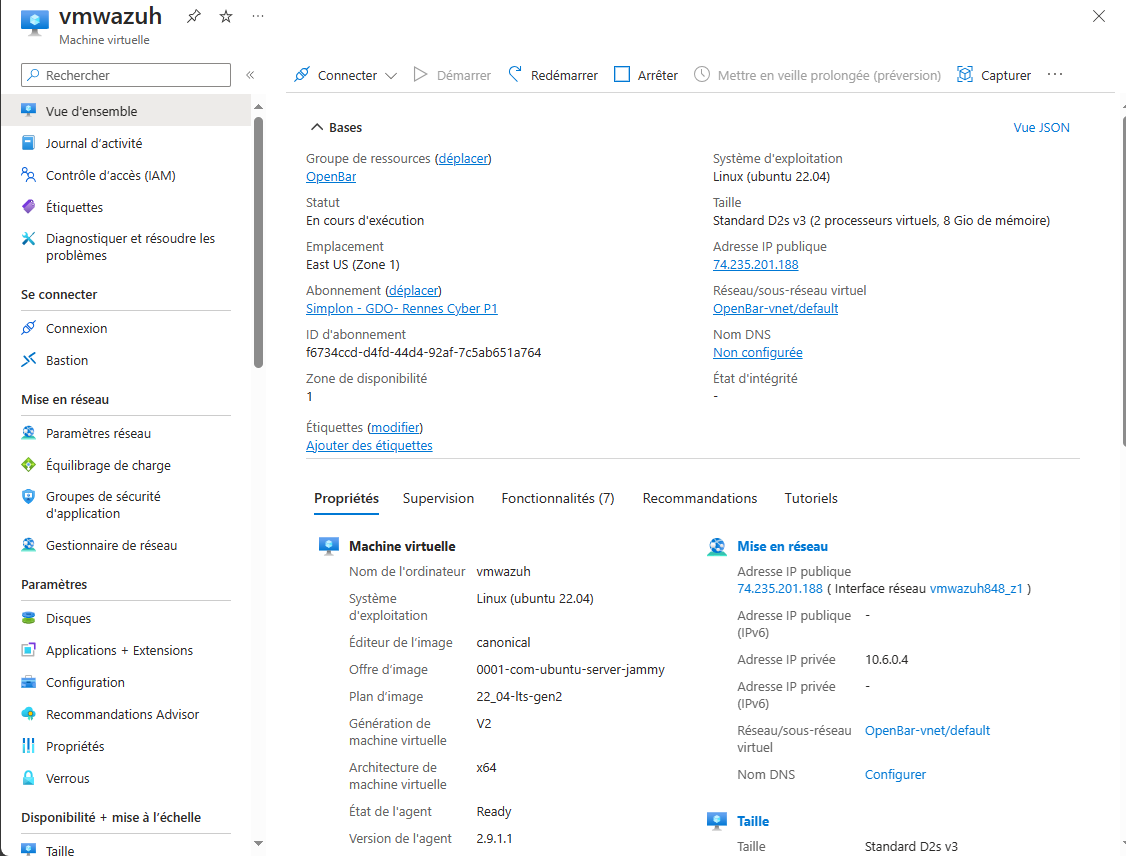 vmwazuh
Machine virtuelle
Rechercher
Vue d'ensemble
Journal d'activité
Contrôle d'accès (IAM)
Étiquettes
Diagnostiquer et résoudre les
problèmes
Se connecter
Connexion
Bastion
Mise en réseau
Paramètres réseau
Équilibrage de charge
Groupes de sécurité
d'application
Gestionnaire de réseau
Paramètres
Disques
Applications + Extensions
Configuration
Recommandations Advisor
Propriétés
Verrous
Disponibilité + mise à l'échelle
Taille
Connecter
Démarrer
Redémarrer
Arrêter
Mettre en veille prolongée (préversion)
Capturer
Bases
Vue JSON
Groupe de ressources (déplacer)
OpenBar
Statut
En cours d'exécution
Emplacement
East US (Zone 1)
Abonnement (déplacer)
Simplon - GDO- Rennes Cyber P1
ID d'abonnement
f6734ccd-d4fd-44d4-92af-7c5ab651a764
Zone de disponibilité
1
Système d'exploitation
Linux (ubuntu 22.04)
Taille
Standard D2s v3 (2 processeurs virtuels, 8 Gio de mémoire)
Adresse IP publique
74.235.201.188
Réseau/sous-réseau virtuel
OpenBar-vnet/default
Nom DNS
Non configurée
État d'intégrité
-
Étiquettes (modifier)
Ajouter des étiquettes
Propriétés
Supervision
Fonctionnalités (7)
Recommandations
Tutoriels
Machine virtuelle
Nom de l'ordinateur vmwazuh
Système Linux (ubuntu 22.04)
d'exploitation
Éditeur de l'image canonical
Offre d'image 0001-com-ubuntu-server-jammy
Plan d'image 22_04-lts-gen2
Génération de V2
machine virtuelle
Architecture de x64
machine virtuelle
État de l'agent Ready
Version de l'agent 2.9.1.1
Mise en réseau
Adresse IP publique
74.235.201.188 ( Interface réseau vmwazuh848_z1 )
Adresse IP publique -
(IPv6)
Adresse IP privée 10.6.0.4
Adresse IP privée -
(IPv6)
Réseau/sous-réseau OpenBar-vnet/default
virtuel
Nom DNS Configurer
Taille
Taille Standard D2s v3